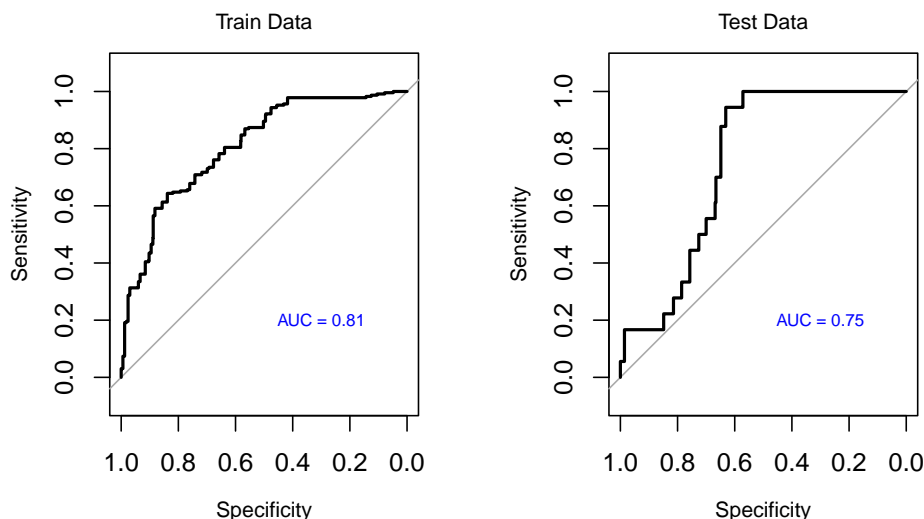 Train Data
Sensitivity
0.0 0.2 0.4 0.6 0.8 1.0
AUC = 0.81
1.0 0.8 0.6 0.4 0.2 0.0
Specificity
Test Data
Sensitivity
0.0 0.2 0.4 0.6 0.8 1.0
AUC = 0.75
1.0 0.8 0.6 0.4 0.2 0.0
Specificity